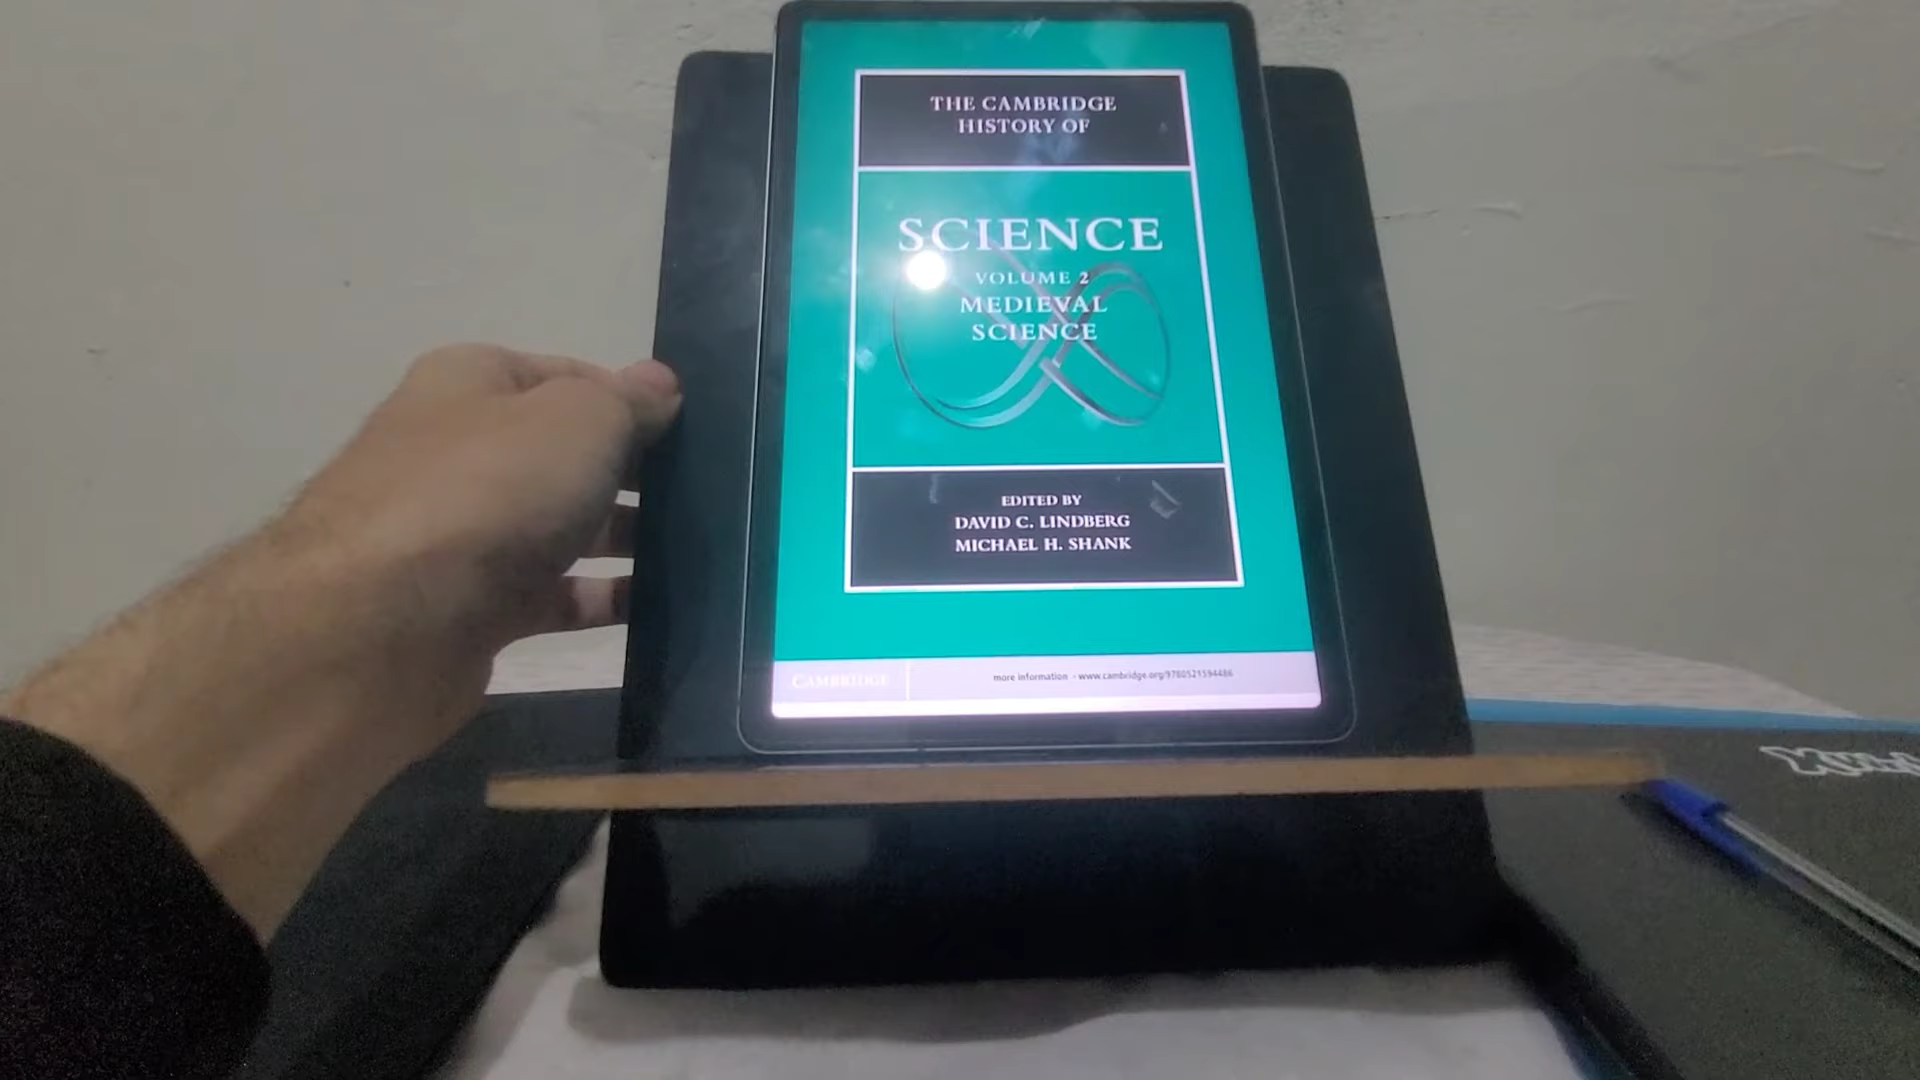 THE CAMBRIDGE
HISTORY OF
SCIENCE
VOLUME 2
MEDIEVAL
SCIENCE
EDITED BY
DAVID C. LINDBERG
MICHAEL H. SHANK
CAMBRIDGE
more information - www.cambridge.org/9780521594486